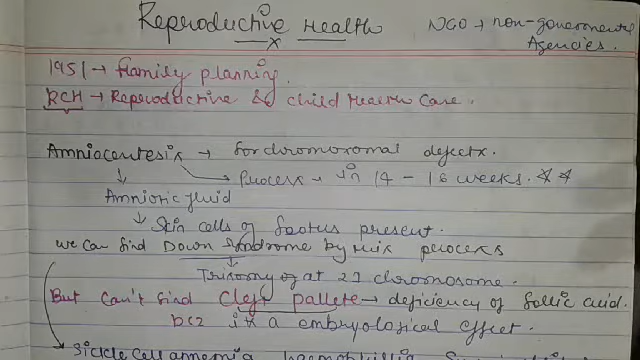 Reproductive Health
NGO → non-governmental
Agencies.
1951 → Family planning.
RCH → Reproductive & child Health Care.
Amniocentesis → for chromosomal defects.
Process → in 14 - 16 weeks. ☆☆
↓
Amniotic fluid
↓ Skin cells of foetus present.
we can find Down Syndrome by this process
↓
Trisomy of at 21 chromosome.
But can't find Cleft pallete → deficiency of follic acid.
bcz it's a embryological effect.
Sickle cell anemia haemophilia